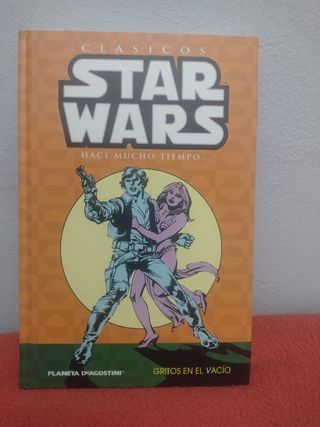 CLÁSICOS
STAR
WARS
HACE MUCHO TIEMPO...
PLANETA DEAGOSTINI
GRITOS EN EL VACÍO